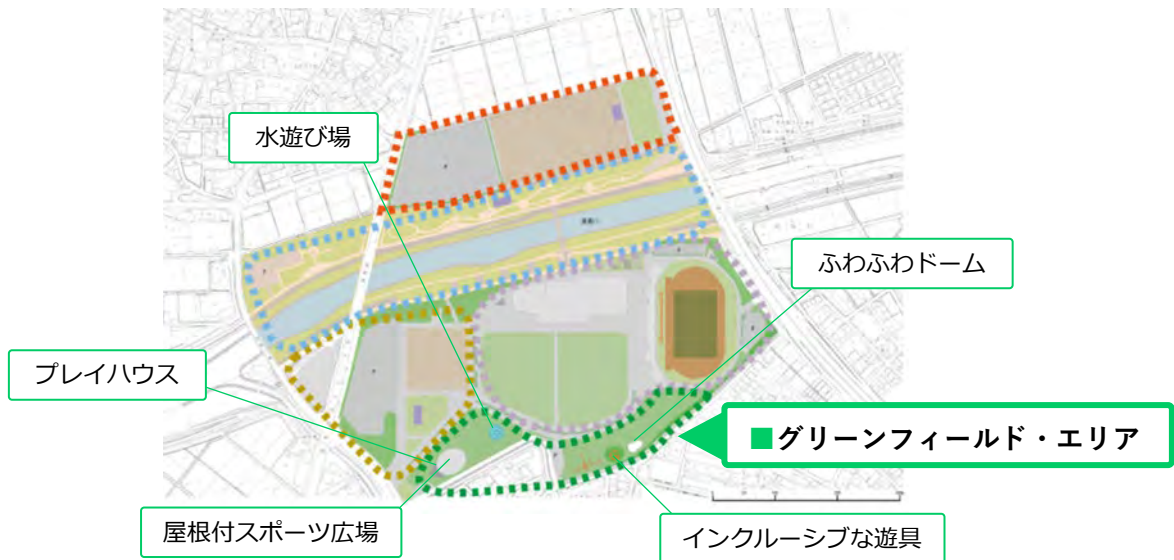 水遊び場
ふわふわドーム
プレイハウス
■グリーンフィールド・エリア
屋根付スポーツ広場
インクルーシブな遊具